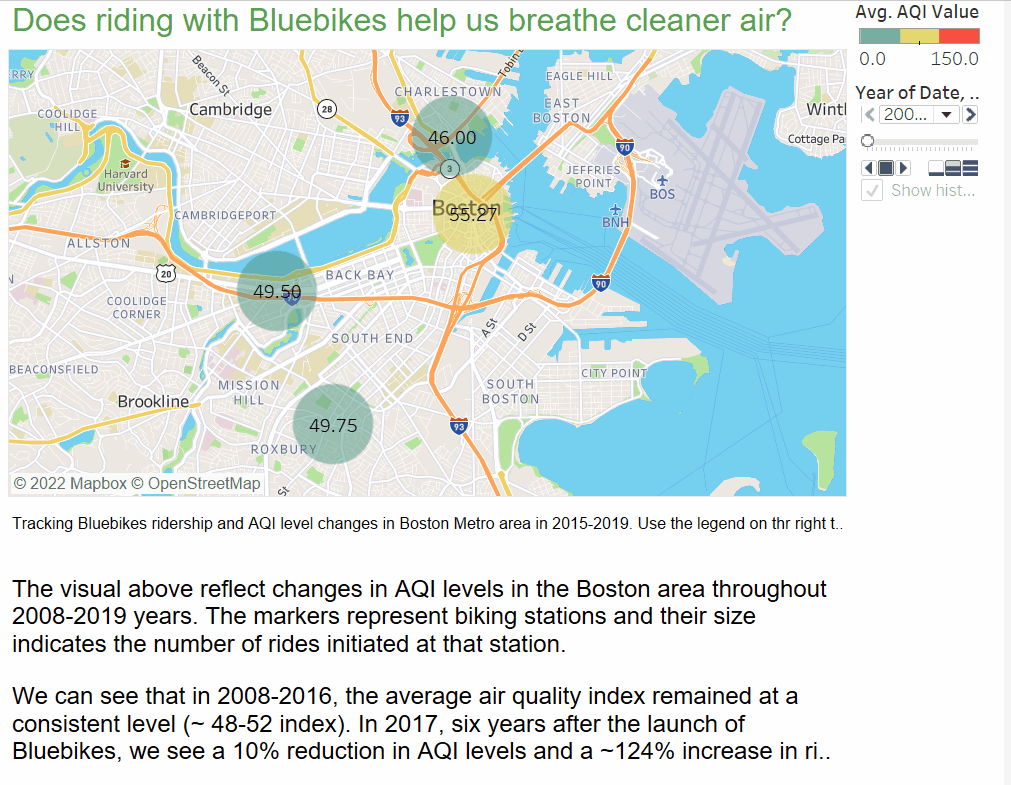 Does riding with Bluebikes help us breathe cleaner air?
Avg. AQI Value
0.0 150.0
Year of Date, ..
200...
Show hist...
Beacon St
Tobin
EAGLE HILL
RRY
CHARLESTOWN
Cambridge
28
93
EAST
BOSTON
Wintl
COOLIDGE
HILL
46.00
Cottage Pa
90
3
Harvard
University
JEFFRIES
POINT
BOS
Boston
55.27
CAMBRIDGEPORT
BNH
ALLSTON
20
BACK BAY
49.50
90
COOLIDGE
CORNER
A St
D St
SOUTH END
BEACONSFIELD
CITY POINT
MISSION
HILL
SOUTH
BOSTON
Brookline
49.75
93
ROXBURY
St
© 2022 Mapbox © OpenStreetMap
Tracking Bluebikes ridership and AQI level changes in Boston Metro area in 2015-2019. Use the legend on thr right t..
The visual above reflect changes in AQI levels in the Boston area throughout
2008-2019 years. The markers represent biking stations and their size
indicates the number of rides initiated at that station.
We can see that in 2008-2016, the average air quality index remained at a
consistent level (~ 48-52 index). In 2017, six years after the launch of
Bluebikes, we see a 10% reduction in AQI levels and a ~124% increase in ri..